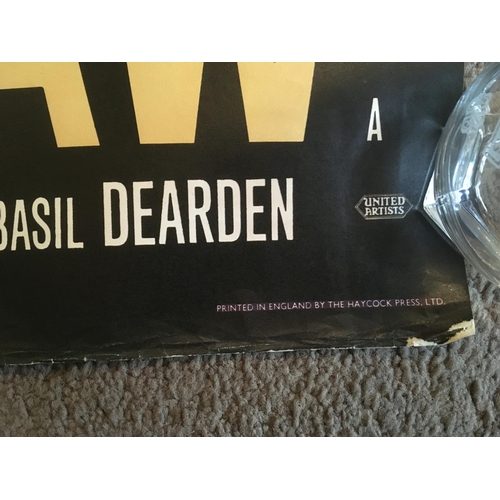 AW
A
BASIL DEARDEN
UNITED
ARTISTS
PRINTED IN ENGLAND BY THE HAYCOCK PRESS, LTD.